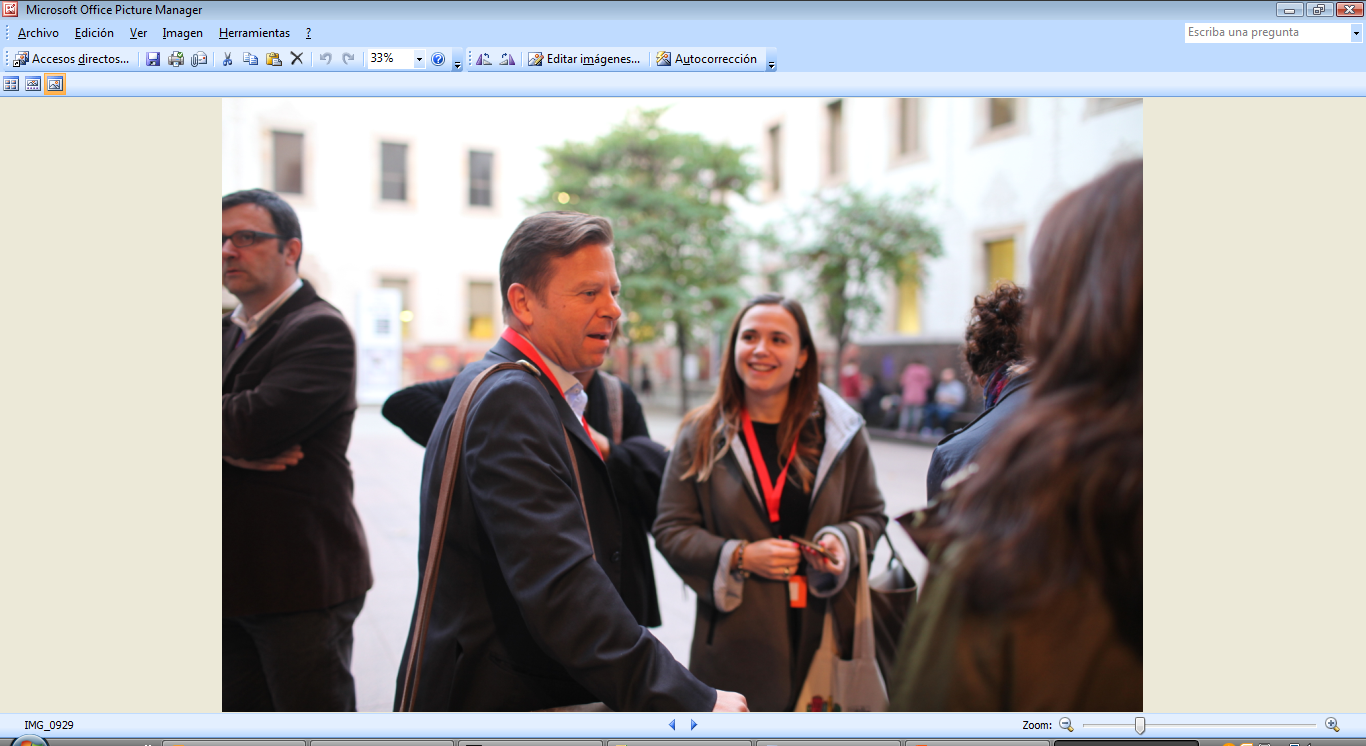 Microsoft Office Picture Manager
Archivo Edición Ver Imagen Herramientas ?
Escriba una pregunta
Accesos directos... 33% Editar imágenes... Autocorrección
IMG_0929
Zoom: